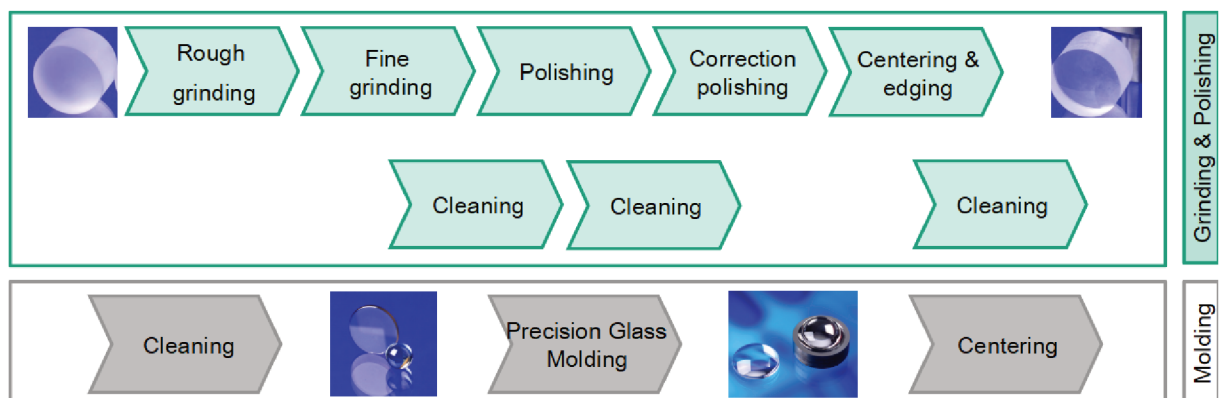 Rough
grinding
Fine
grinding
Polishing
Correction
polishing
Centering &
edging
Cleaning
Cleaning
Cleaning
Grinding & Polishing
Cleaning
Precision Glass
Molding
Centering
Molding